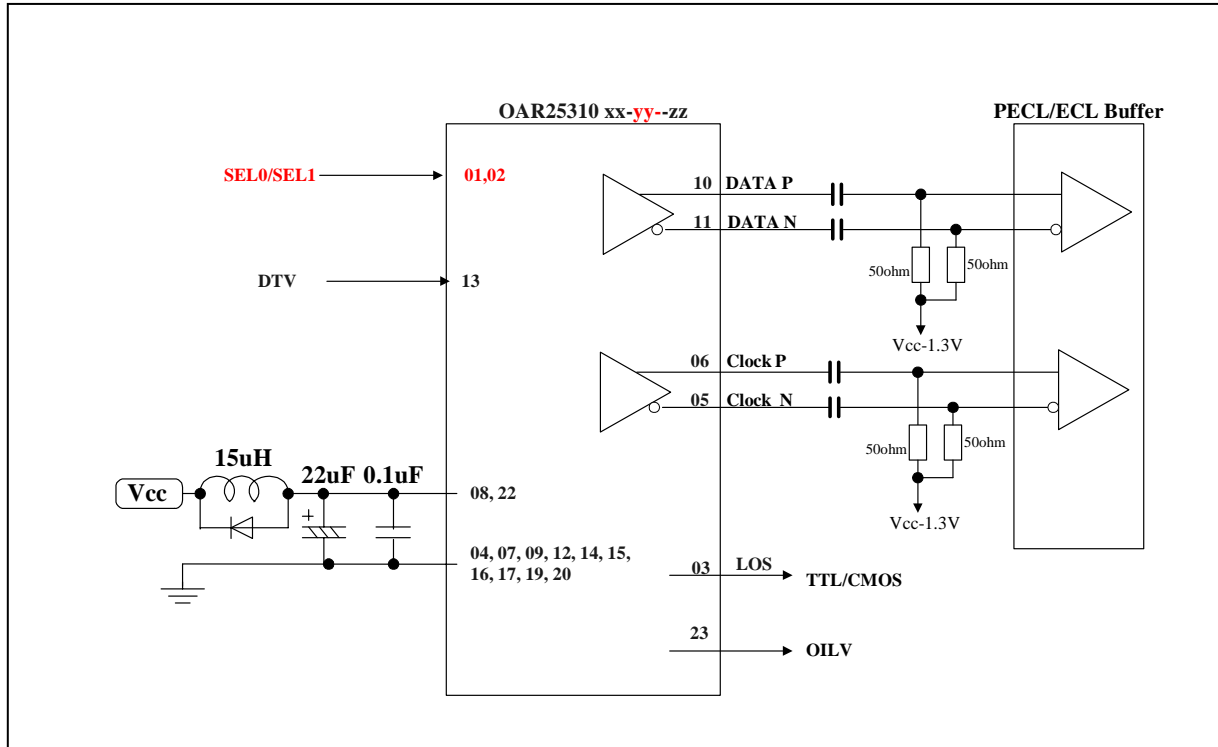 OAR25310 xx-yy--zz
PECL/ECL Buffer
SEL0/SEL1
01,02
10 DATA P
11 DATA N
50ohm
50ohm
DTV
13
Vcc-1.3V
06 Clock P
05 Clock N
50ohm
50ohm
15uH
22uF 0.1uF
Vcc
08, 22
+
Vcc-1.3V
04, 07, 09, 12, 14, 15,
16, 17, 19, 20
03 LOS
TTL/CMOS
23
OILV